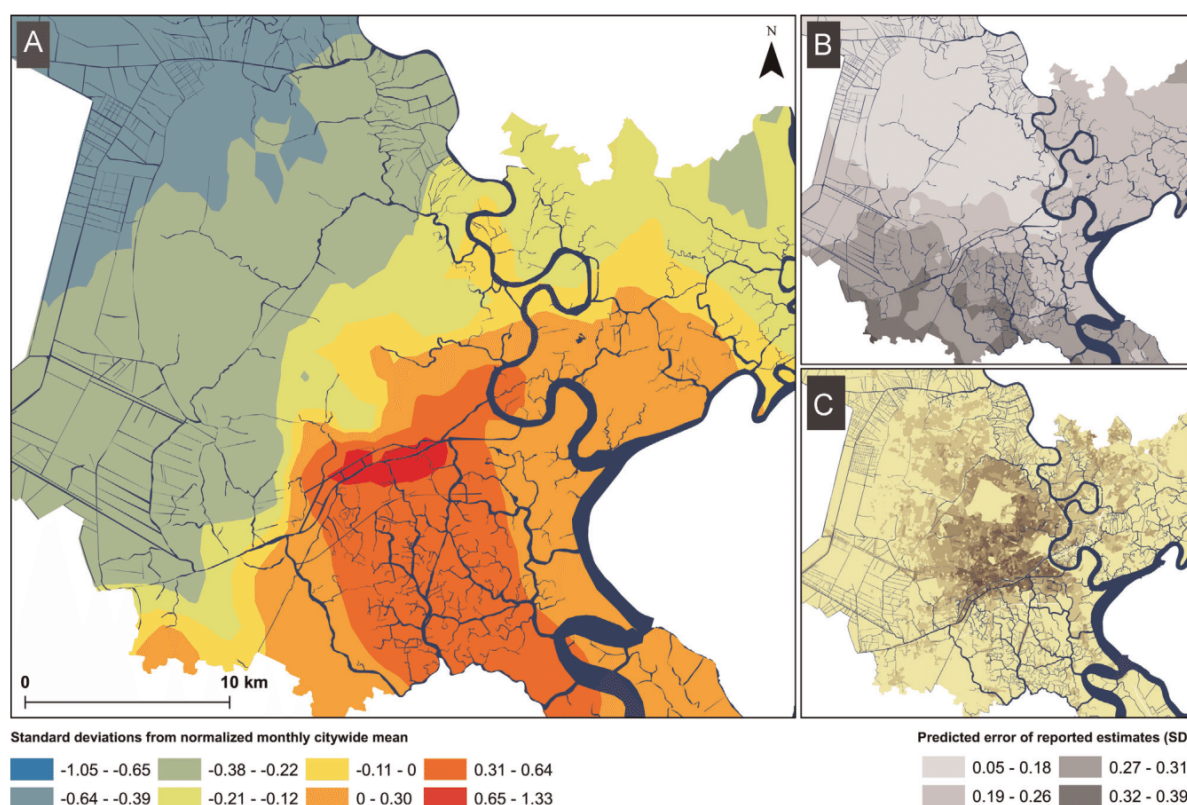 A
N
B
C
0 10 km
Standard deviations from normalized monthly citywide mean
-1.05 - -0.65 -0.38 - -0.22 -0.11 - 0 0.31 - 0.64
-0.64 - -0.39 -0.21 - -0.12 0 - 0.30 0.65 - 1.33
Predicted error of reported estimates (SD
0.05 - 0.18 0.27 - 0.31
0.19 - 0.26 0.32 - 0.39